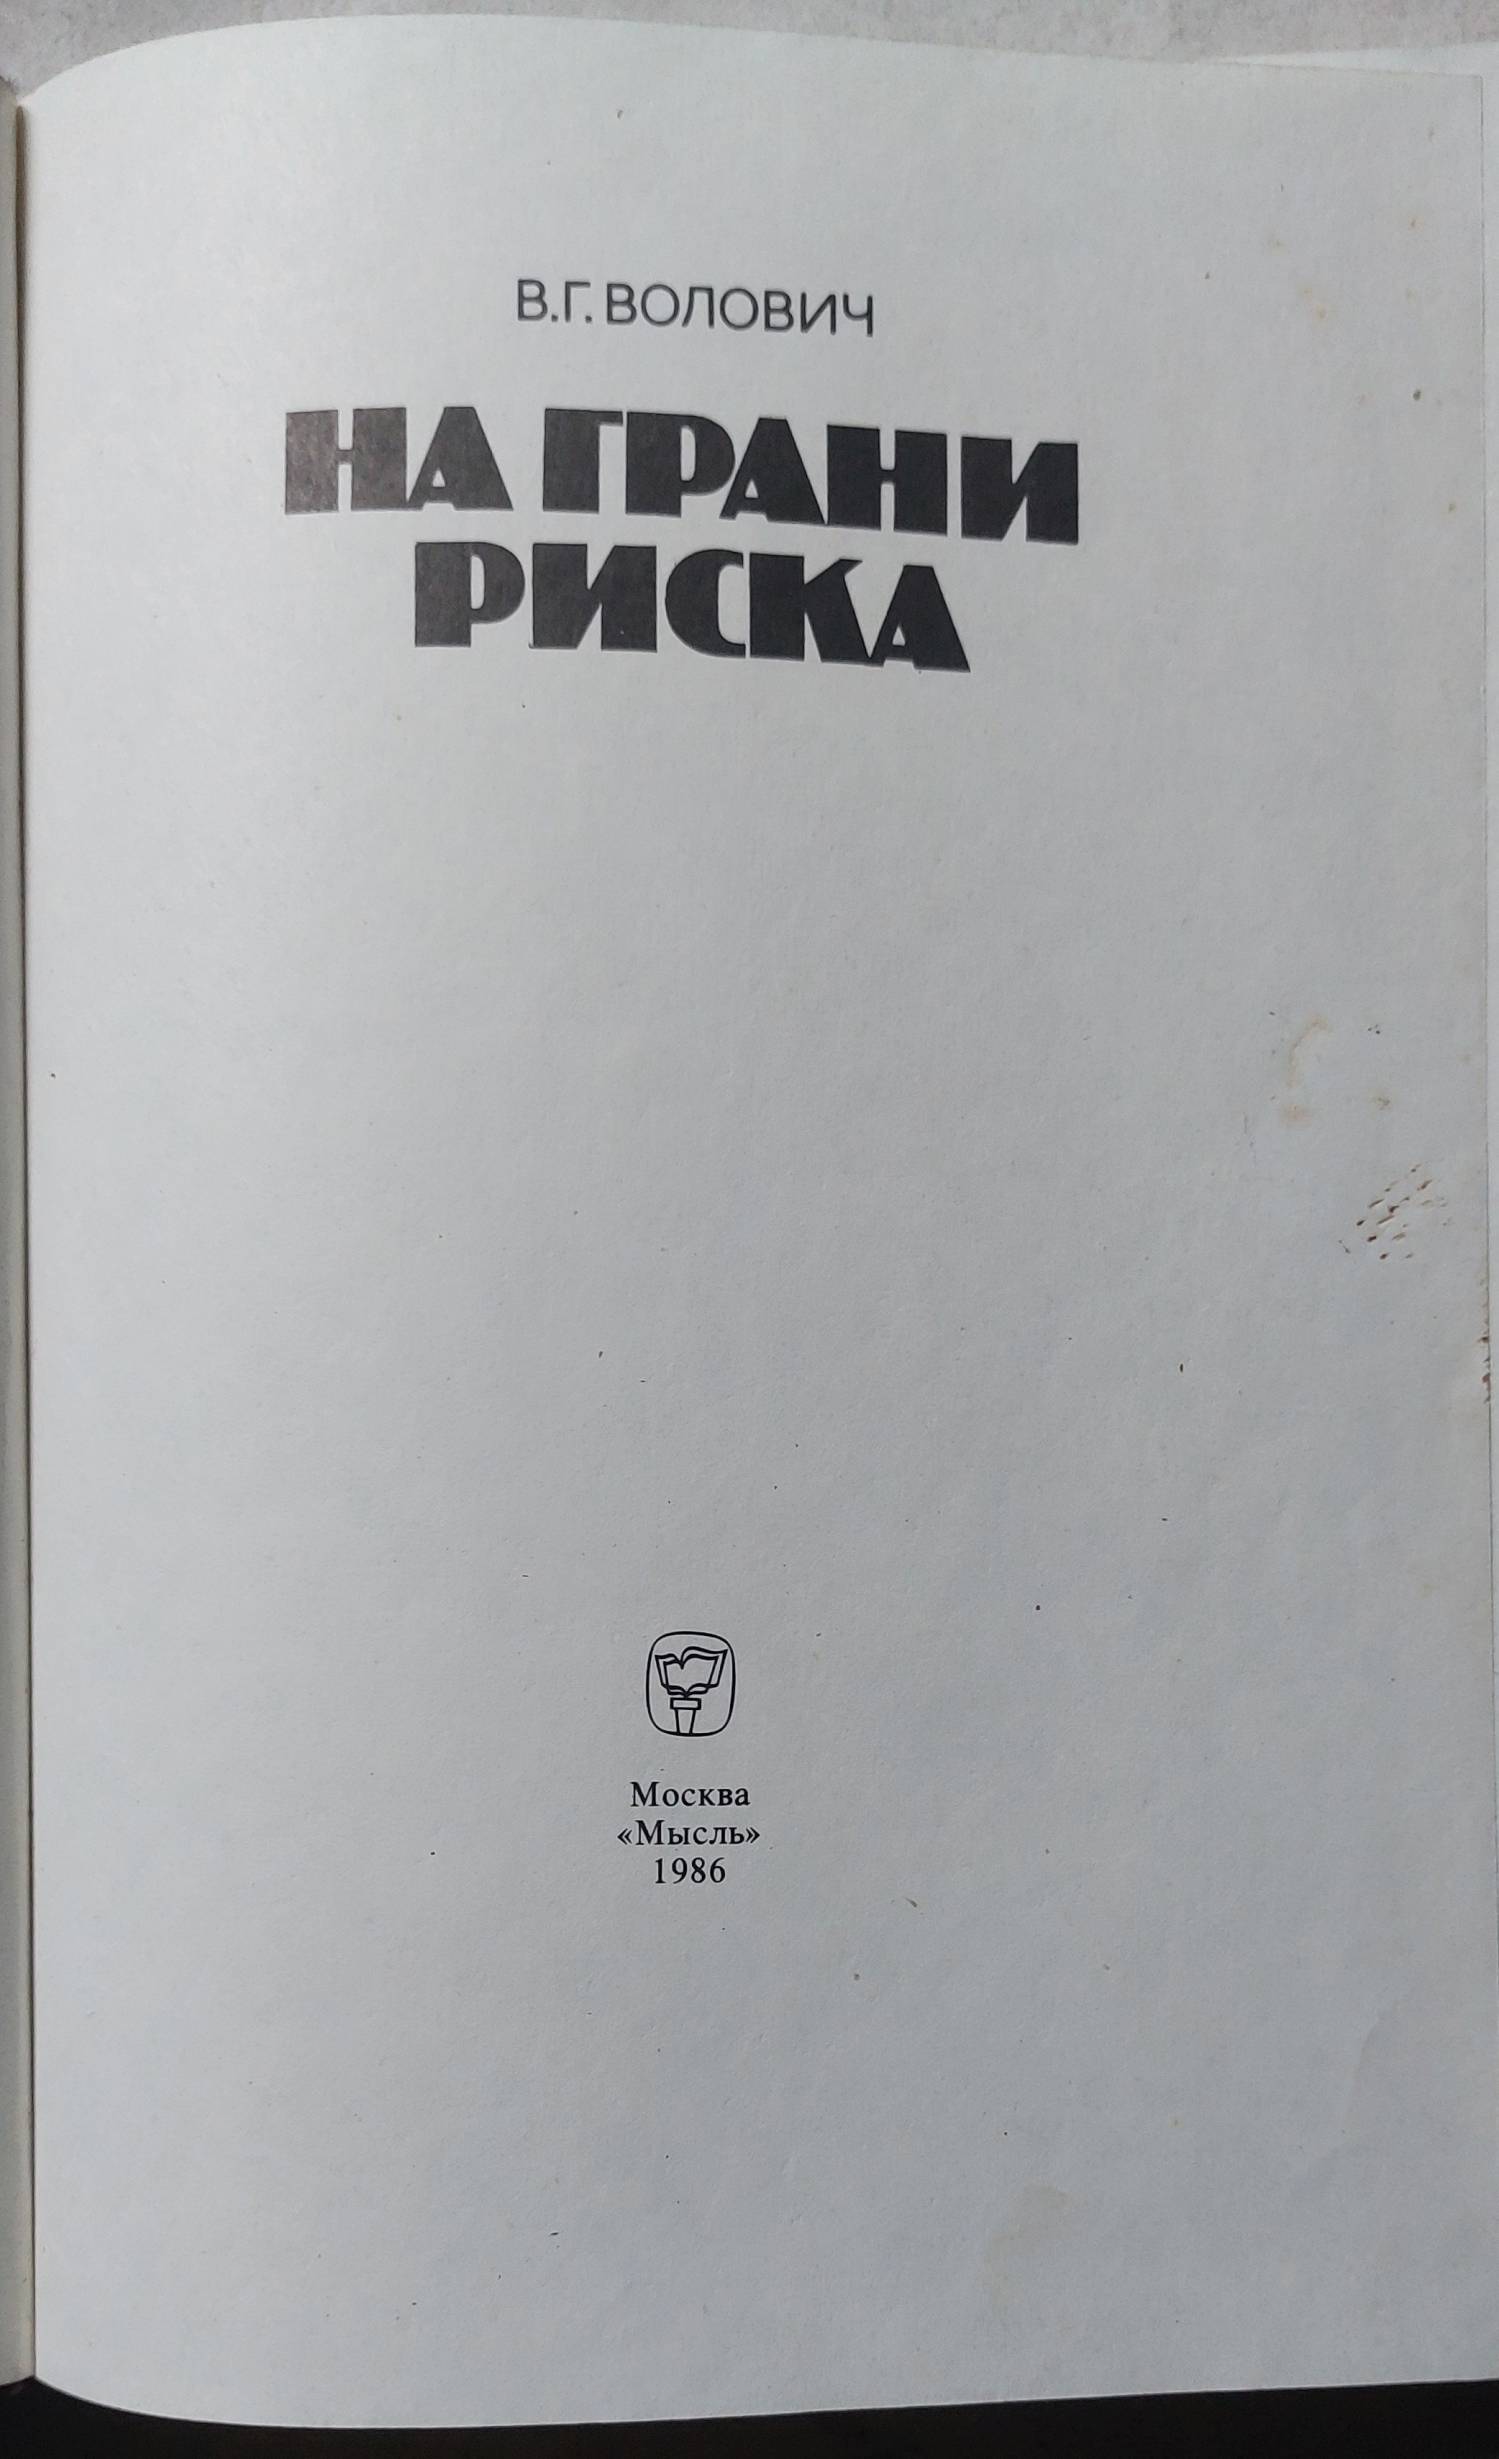 В.Г. ВОЛОВИЧ
НА ГРАНИ
РИСКА
Москва
«Мысль»
1986